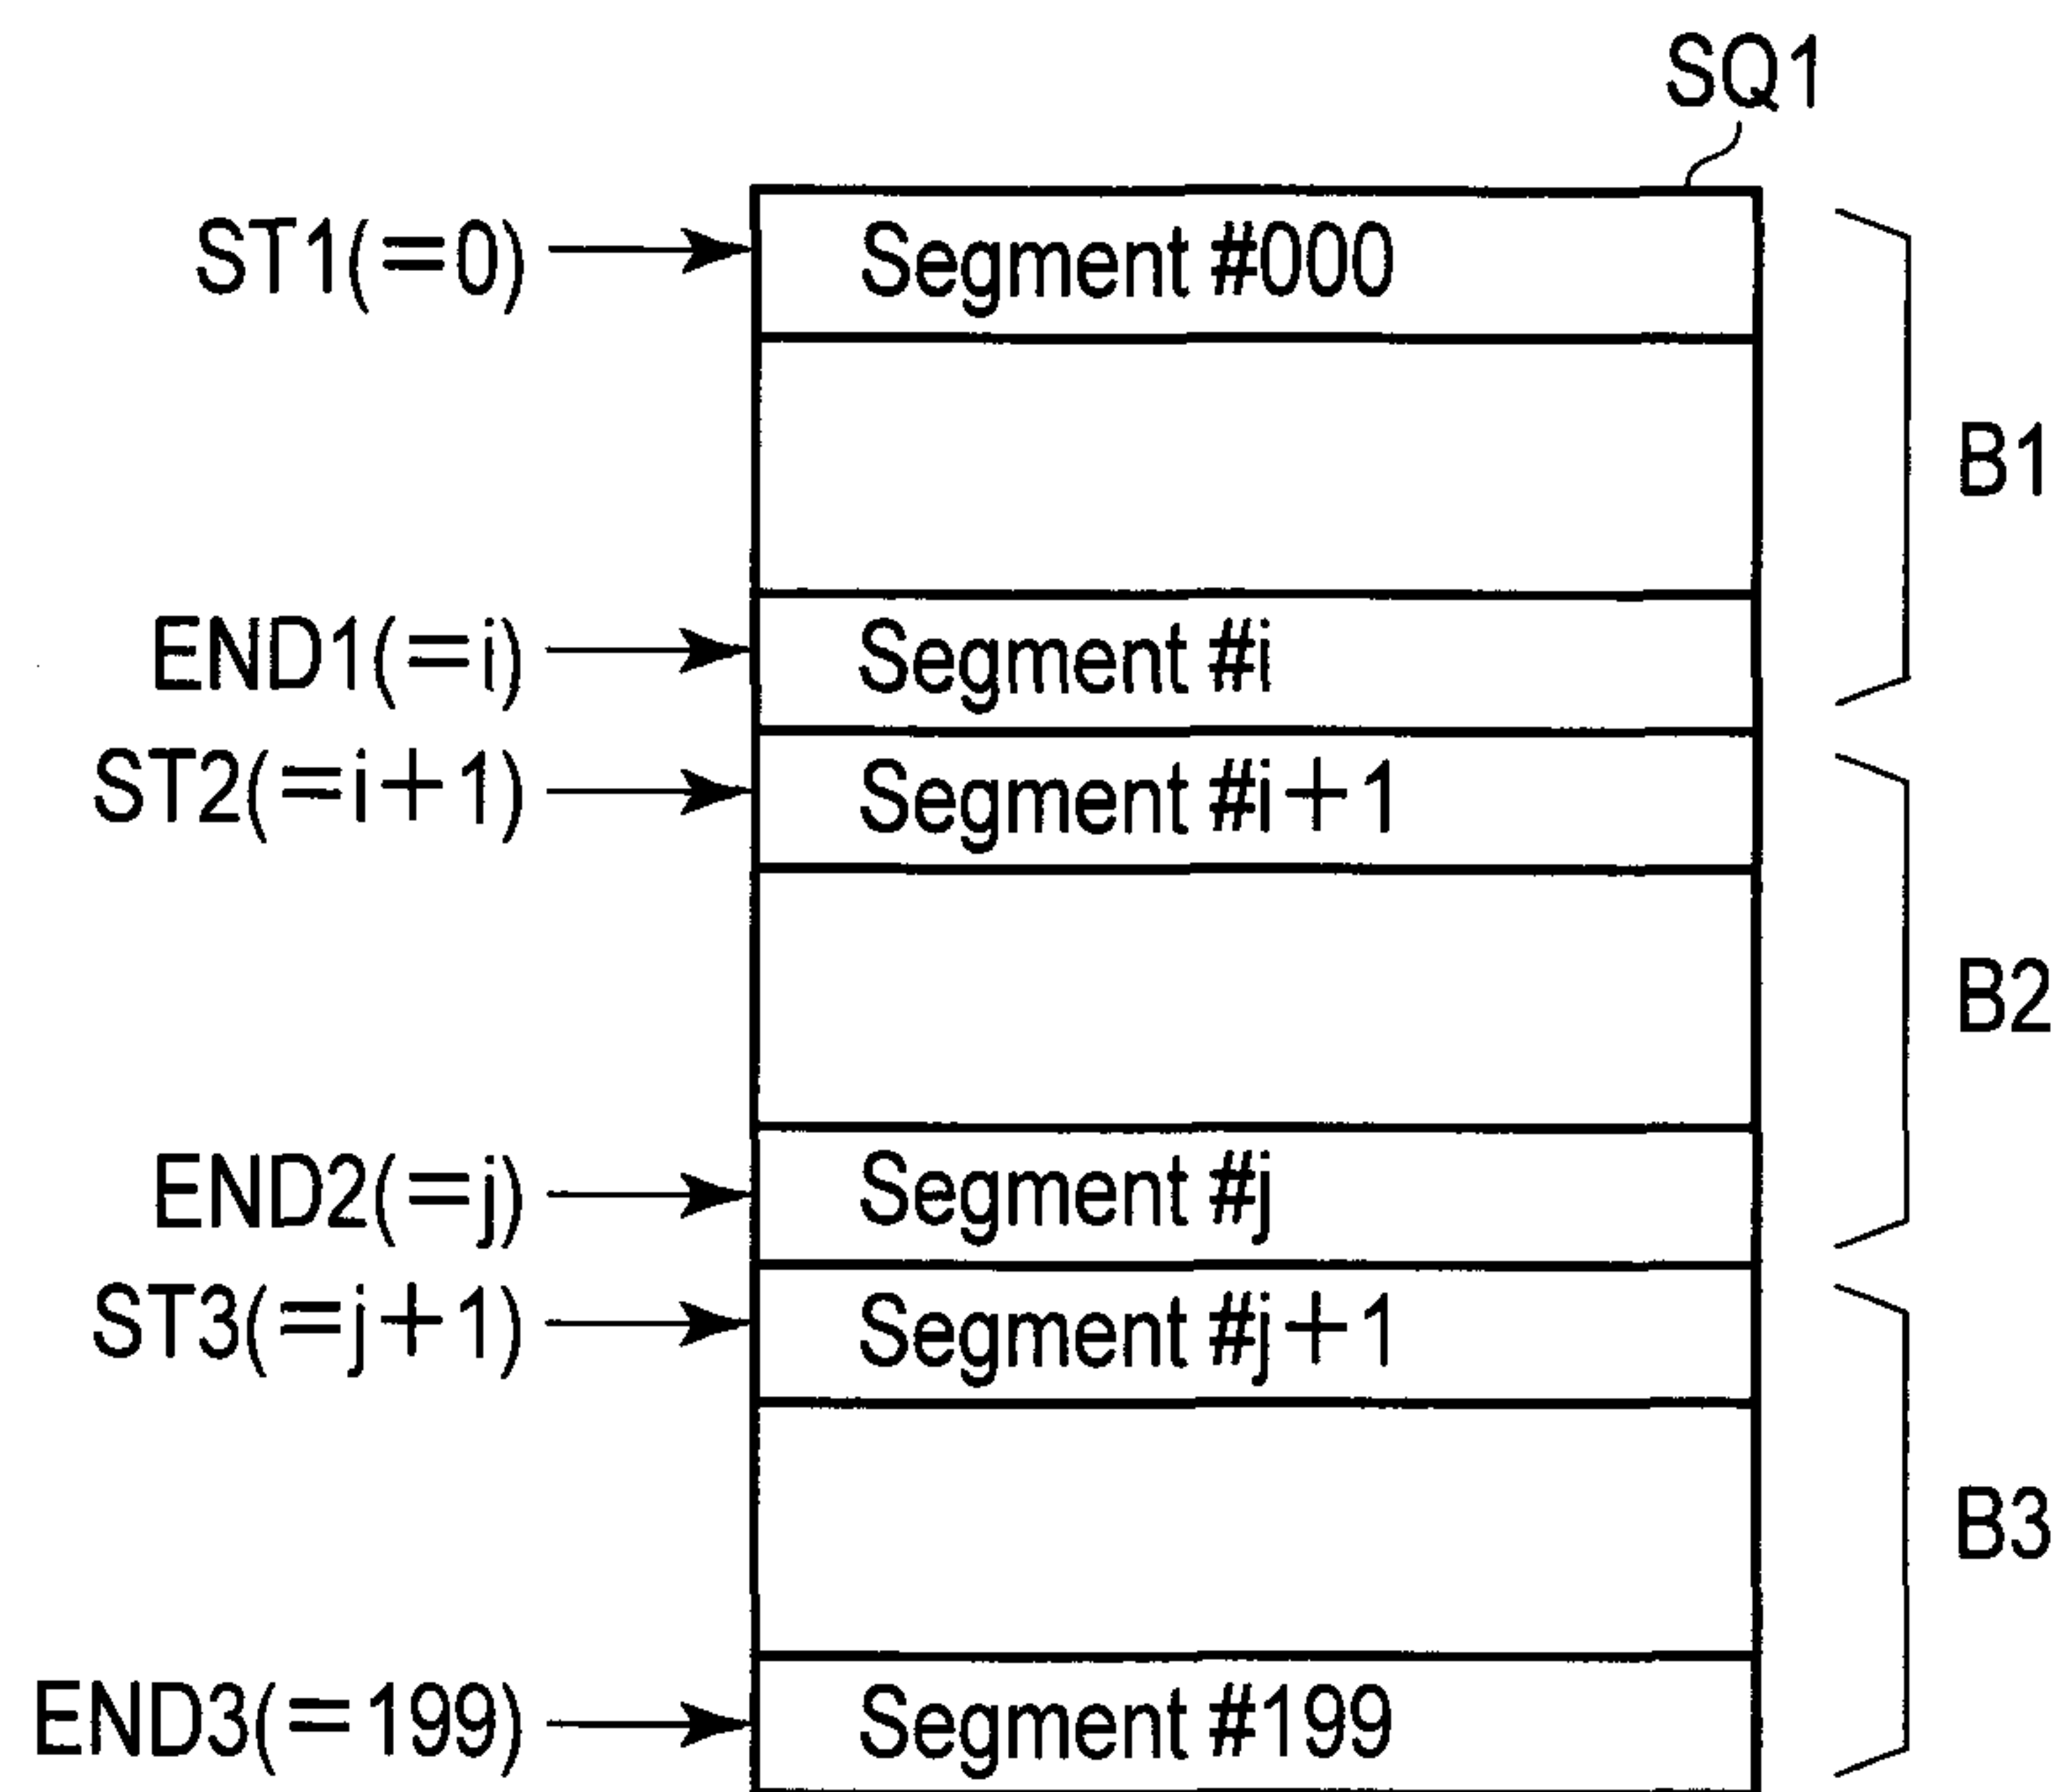 SQ1
ST1(=0)
Segment #000
B1
END1(=i)
Segment #i
ST2(=i+1)
Segment #i+1
B2
END2(=j)
Segment #j
ST3(=j+1)
Segment #j+1
B3
END3(=199)
Segment #199